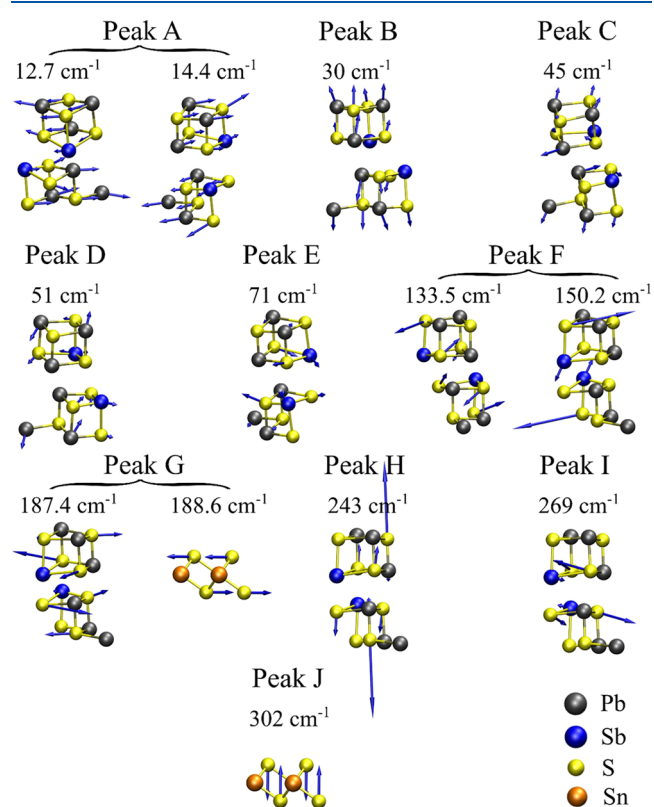 Peak A Peak B Peak C
12.7 cm⁻¹ 14.4 cm⁻¹ 30 cm⁻¹ 45 cm⁻¹
Peak D Peak E Peak F
51 cm⁻¹ 71 cm⁻¹ 133.5 cm⁻¹ 150.2 cm⁻¹
Peak G Peak H Peak I
187.4 cm⁻¹ 188.6 cm⁻¹ 243 cm⁻¹ 269 cm⁻¹
Peak J
302 cm⁻¹
Pb
Sb
S
Sn